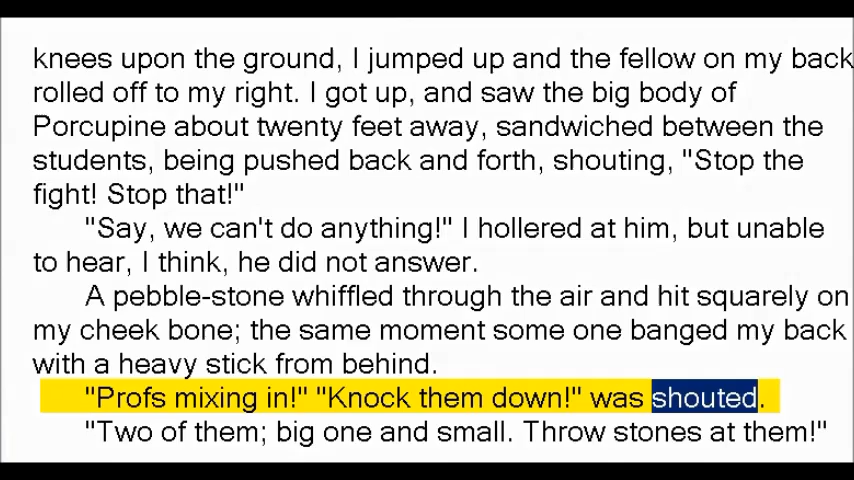 knees upon the ground, I jumped up and the fellow on my back
rolled off to my right. I got up, and saw the big body of
Porcupine about twenty feet away, sandwiched between the
students, being pushed back and forth, shouting, "Stop the
fight! Stop that!"
"Say, we can't do anything!" I hollered at him, but unable
to hear, I think, he did not answer.
A pebble-stone whiffled through the air and hit squarely on
my cheek bone; the same moment some one banged my back
with a heavy stick from behind.
"Profs mixing in!" "Knock them down!" was shouted.
"Two of them; big one and small. Throw stones at them!"